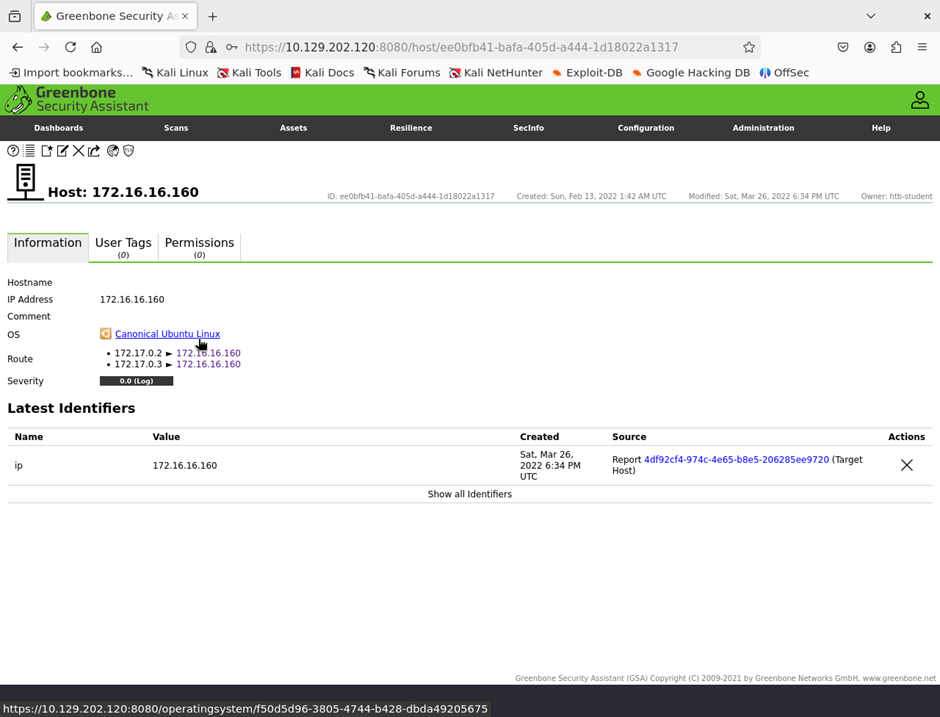 Greenbone Security As
https://10.129.202.120:8080/host/ee0bfb41-bafa-405d-a444-1d18022a1317
Import bookmarks... Kali Linux Kali Tools Kali Docs Kali Forums Kali NetHunter Exploit-DB Google Hacking DB OffSec
Greenbone
Security Assistant
Dashboards Scans Assets Resilience SecInfo Configuration Administration Help
Host: 172.16.16.160
ID: ee0bfb41-bafa-405d-a444-1d18022a1317 Created: Sun, Feb 13, 2022 1:42 AM UTC Modified: Sat, Mar 26, 2022 6:34 PM UTC Owner: htb-student
Information User Tags Permissions
(0) (0)
Hostname
IP Address 172.16.16.160
Comment
OS Canonical Ubuntu Linux
Route
• 172.17.0.2 ► 172.16.16.160
• 172.17.0.3 ► 172.16.16.160
Severity 0.0 (Log)
Latest Identifiers
Name Value Created Source Actions
ip 172.16.16.160 Sat, Mar 26, 2022 6:34 PM UTC Report 4df92cf4-974c-4e65-b8e5-206285ee9720 (Target Host)
Show all Identifiers
Greenbone Security Assistant (GSA) Copyright (C) 2009-2021 by Greenbone Networks GmbH, www.greenbone.net
https://10.129.202.120:8080/operatingsystem/f50d5d96-3805-4744-b428-dbda49205675